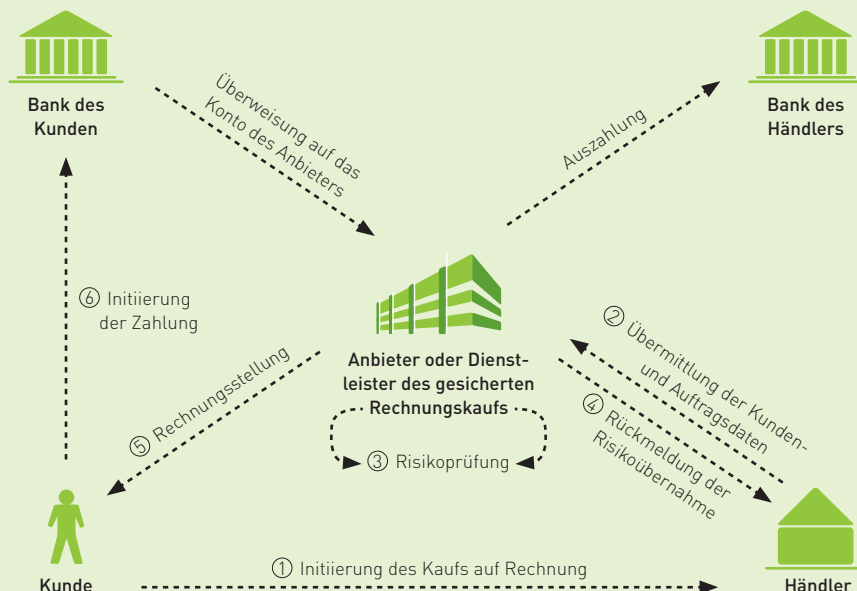 Bank des
Kunden
Überweisung auf das
Konto des Anbieters
Auszahlung
Bank des
Händlers
⑥ Initiierung
der Zahlung
Anbieter oder Dienst-
leister des gesicherten
Rechnungskaufs
③ Risikoprüfung
⑤ Rechnungsstellung
② Übermittlung der Kunden-
und Auftragsdaten
④ Rückmeldung der
Risikoübernahme
① Initiierung des Kaufs auf Rechnung
Kunde
Händler